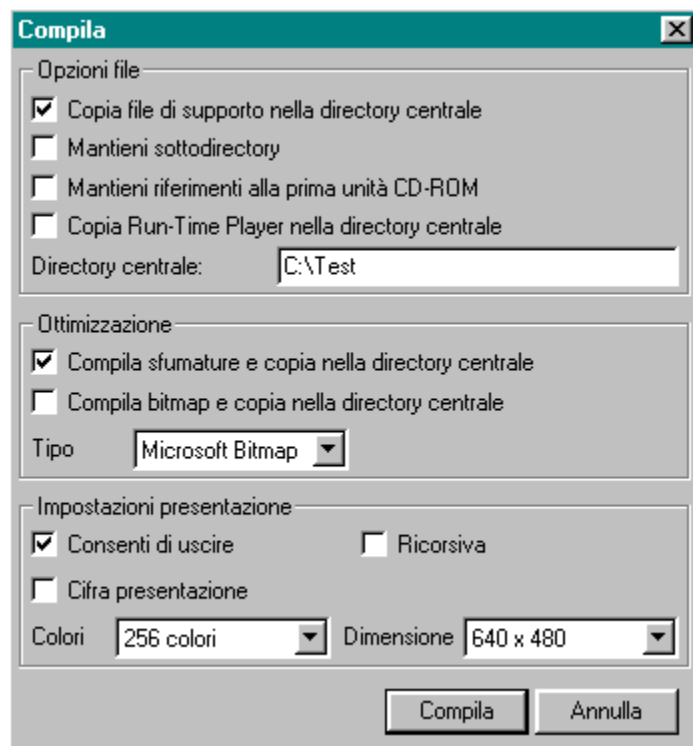 Compila
Opzioni file
Copia file di supporto nella directory centrale
Mantieni sottodirectory
Mantieni riferimenti alla prima unità CD-ROM
Copia Run-Time Player nella directory centrale
Directory centrale: C:\Test
Ottimizzazione
Compila sfumature e copia nella directory centrale
Compila bitmap e copia nella directory centrale
Tipo Microsoft Bitmap
Impostazioni presentazione
Consenti di uscire Ricorsiva
Cifra presentazione
Colori 256 colori Dimensione 640 x 480
Compila Annulla